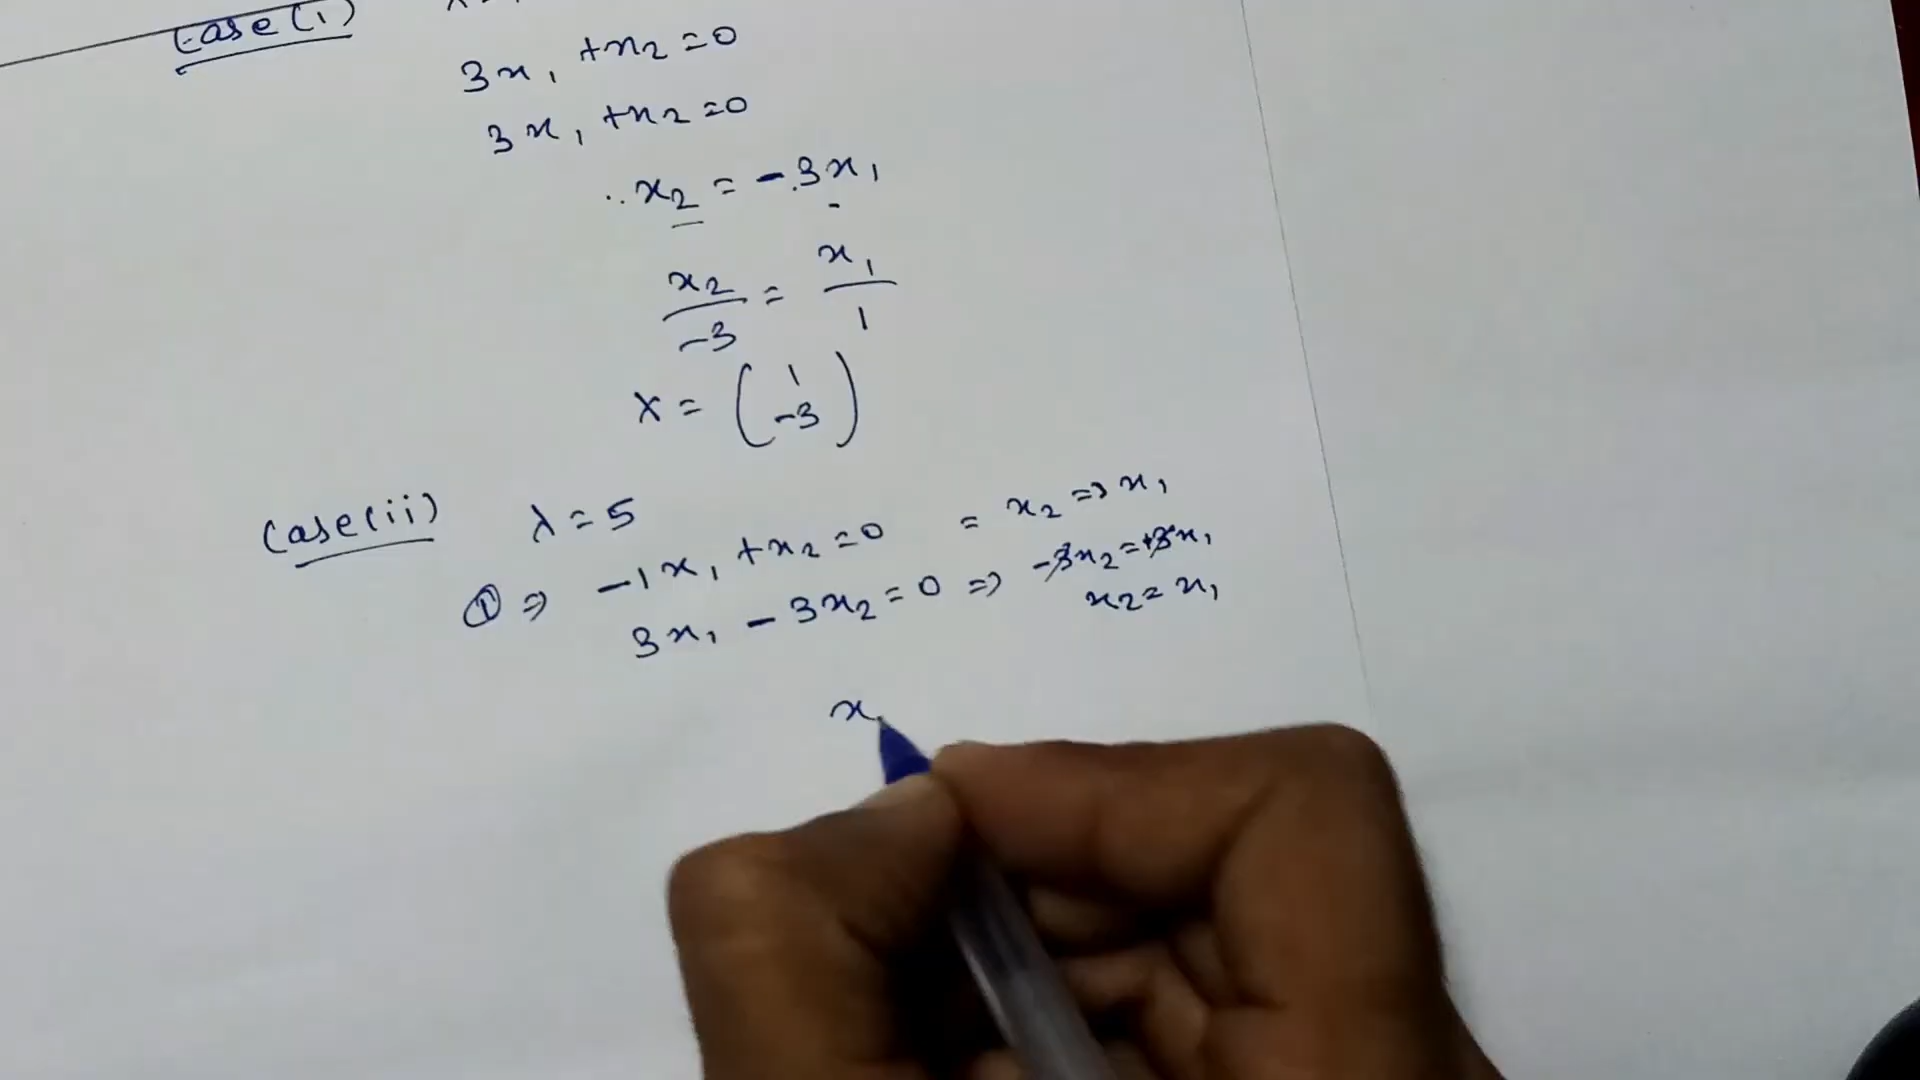 Case(i)
3x₁ +x₂ =0
3x₁ +x₂ =0
∴ x₂ = -3x₁
x₂/-3 = x₁/1
X = (1 -3)
Case(ii) λ = 5
① ⇒ -1x₁ +x₂ =0 = x₂ => x₁
3x₁ - 3x₂ = 0 => -3x₂ = +3x₁
x₂ = x₁
x